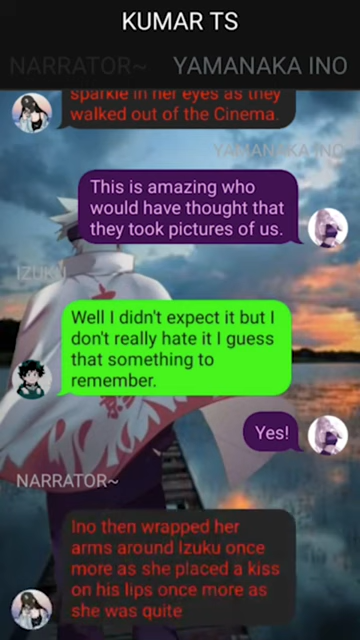 KUMAR TS
NARRATOR~ YAMANAKA INO
sparkle in her eyes as they
walked out of the Cinema.
YAMANAKA INO
This is amazing who
would have thought that
they took pictures of us.
IZUKU
Well I didn't expect it but I
don't really hate it I guess
that something to
remember.
Yes!
NARRATOR~
Ino then wrapped her
arms around Izuku once
more as she placed a kiss
on his lips once more as
she was quite